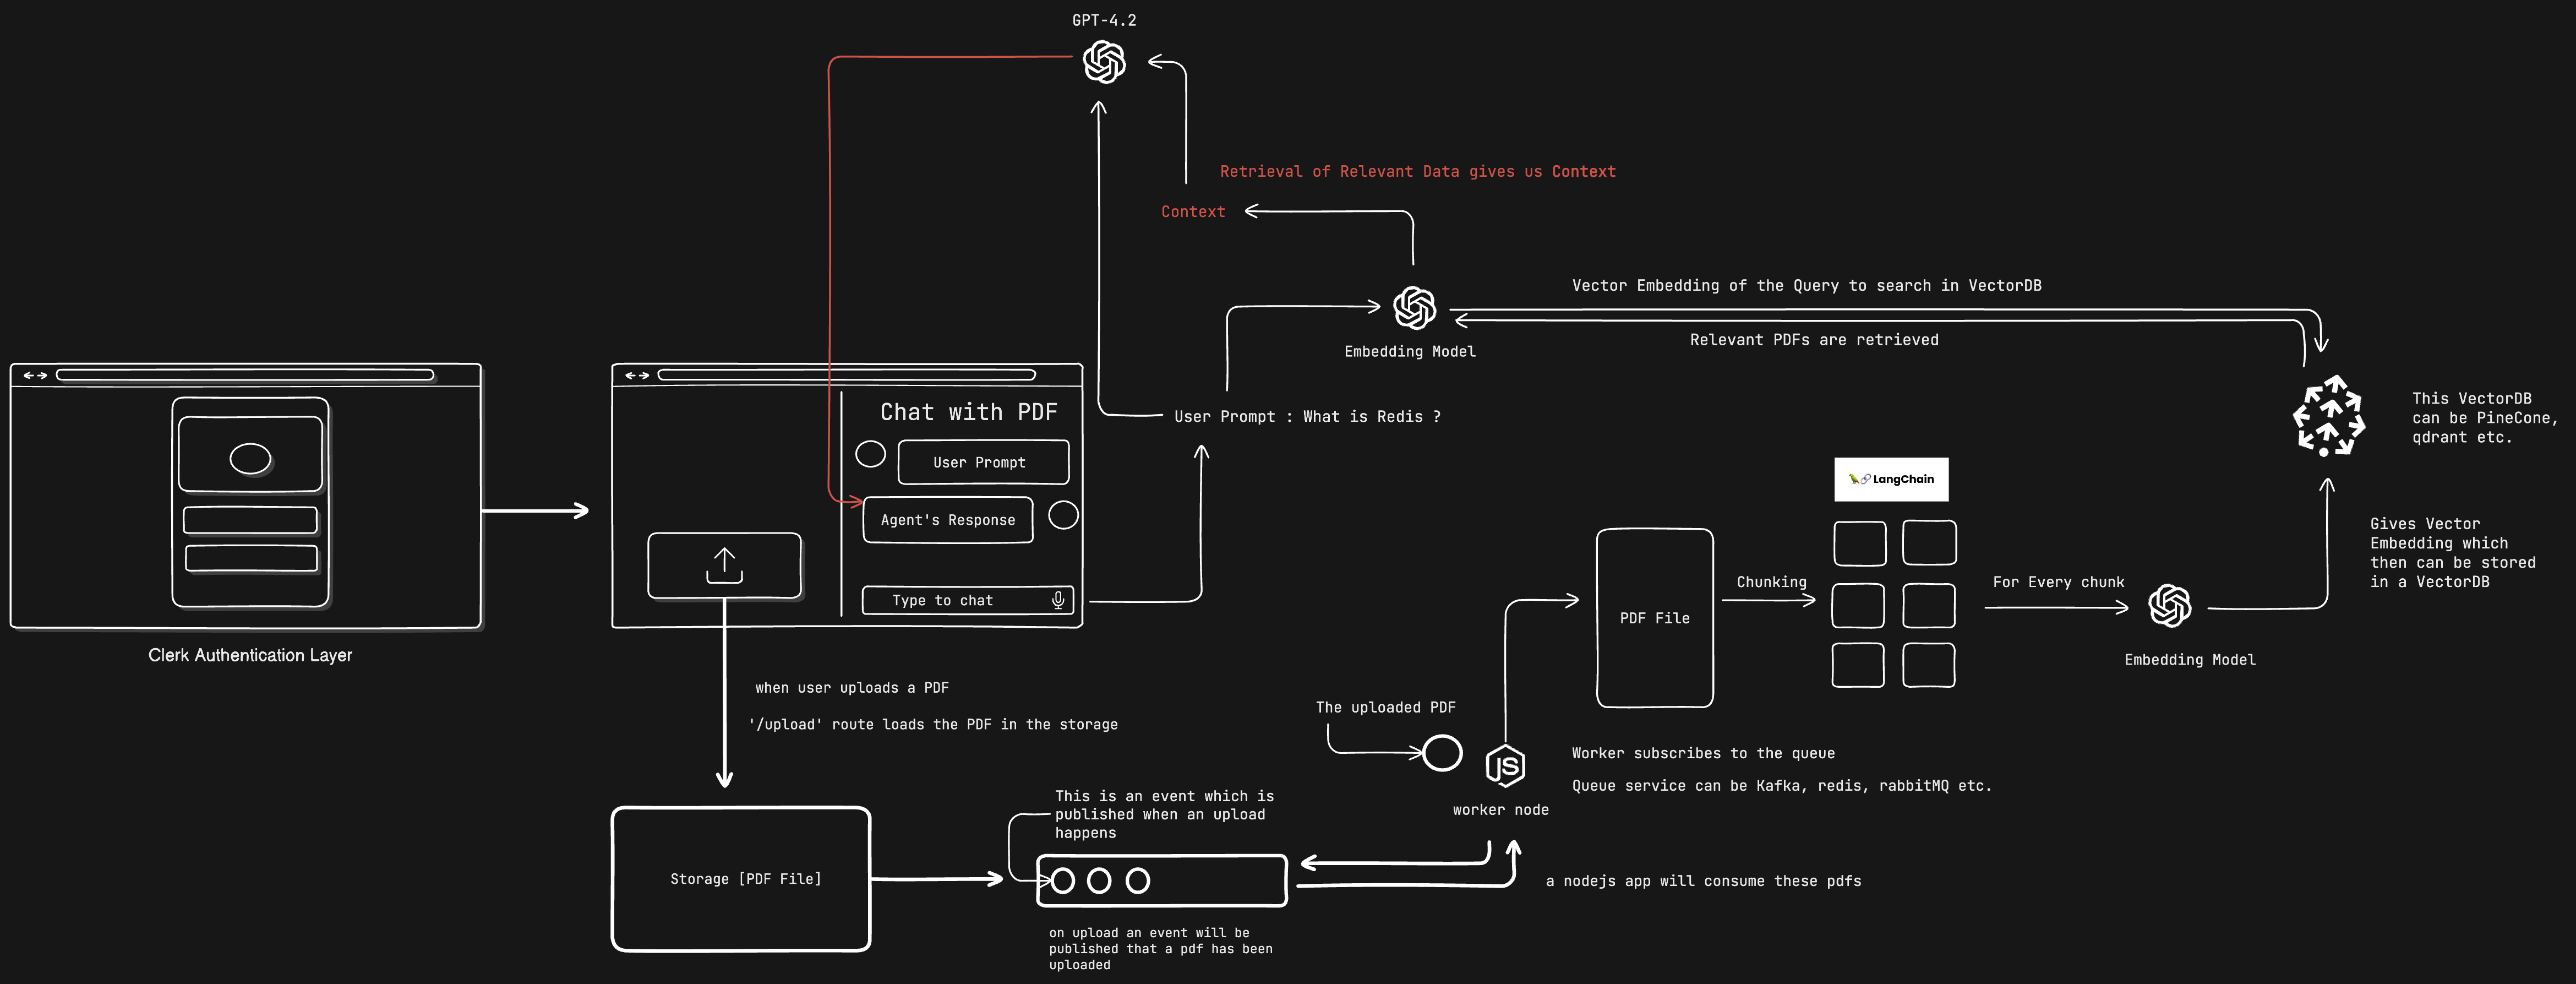 GPT-4.2
Retrieval of Relevant Data gives us Context
Context
Vector Embedding of the Query to search in VectorDB
Relevant PDFs are retrieved
Embedding Model
User Prompt : What is Redis ?
This VectorDB
can be PineCone,
qdrant etc.
Chat with PDF
User Prompt
Agent's Response
Type to chat
Clerk Authentication Layer
LangChain
PDF File
Chunking
For Every chunk
Embedding Model
Gives Vector
Embedding which
then can be stored
in a VectorDB
when user uploads a PDF
'/upload' route loads the PDF in the storage
The uploaded PDF
JS
worker node
Worker subscribes to the queue
Queue service can be Kafka, redis, rabbitMQ etc.
This is an event which is
published when an upload
happens
Storage [PDF File]
a nodejs app will consume these pdfs
on upload an event will be
published that a pdf has been
uploaded